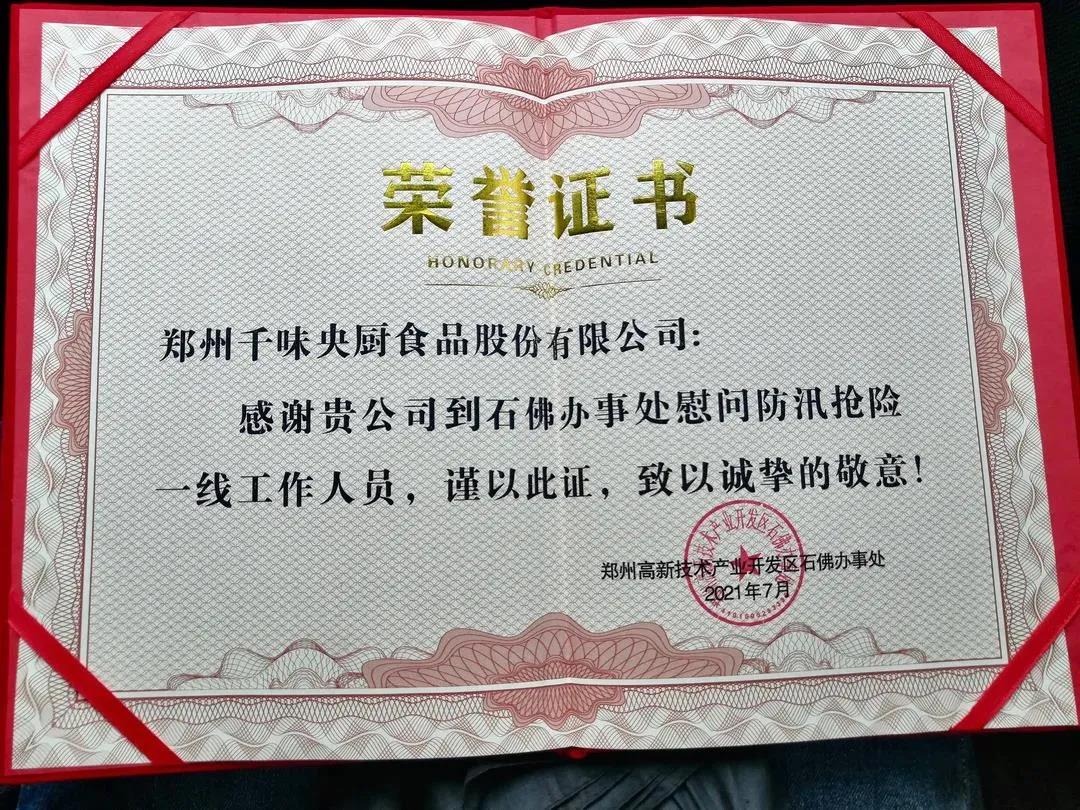 荣誉证书
HONORARY CREDENTIAL
郑州千味央厨食品股份有限公司:
感谢贵公司到石佛办事处慰问防汛抢险
一线工作人员，谨以此证，致以诚挚的敬意！
郑州高新技术产业开发区石佛办事处
2021年7月